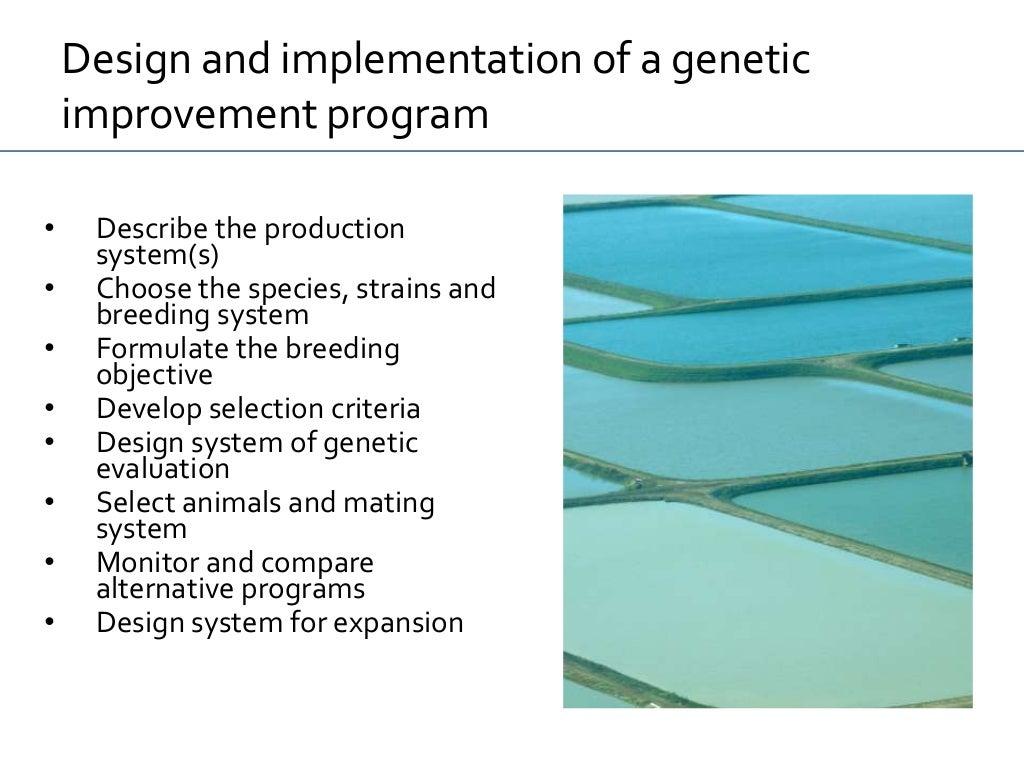 Design and implementation of a genetic
improvement program
• Describe the production
system(s)
• Choose the species, strains and
breeding system
• Formulate the breeding
objective
• Develop selection criteria
• Design system of genetic
evaluation
• Select animals and mating
system
• Monitor and compare
alternative programs
• Design system for expansion